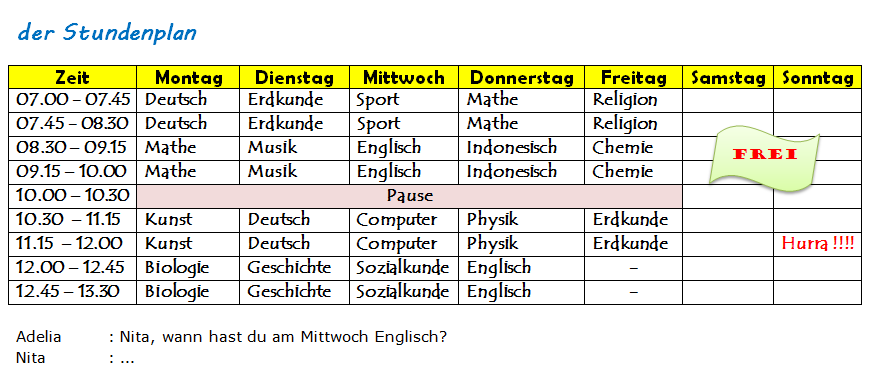 der Stundenplan
Zeit Montag Dienstag Mittwoch Donnerstag Freitag Samstag Sonntag
07.00 – 07.45 Deutsch Erdkunde Sport Mathe Religion
07.45 – 08.30 Deutsch Erdkunde Sport Mathe Religion
08.30 – 09.15 Mathe Musik Englisch Indonesisch Chemie
FREI
09.15 – 10.00 Mathe Musik Englisch Indonesisch Chemie
10.00 – 10.30 Pause
10.30 – 11.15 Kunst Deutsch Computer Physik Erdkunde
11.15 – 12.00 Kunst Deutsch Computer Physik Erdkunde Hurra !!!!
12.00 – 12.45 Biologie Geschichte Sozialkunde Englisch –
12.45 – 13.30 Biologie Geschichte Sozialkunde Englisch –
Adelia : Nita, wann hast du am Mittwoch Englisch?
Nita : ...